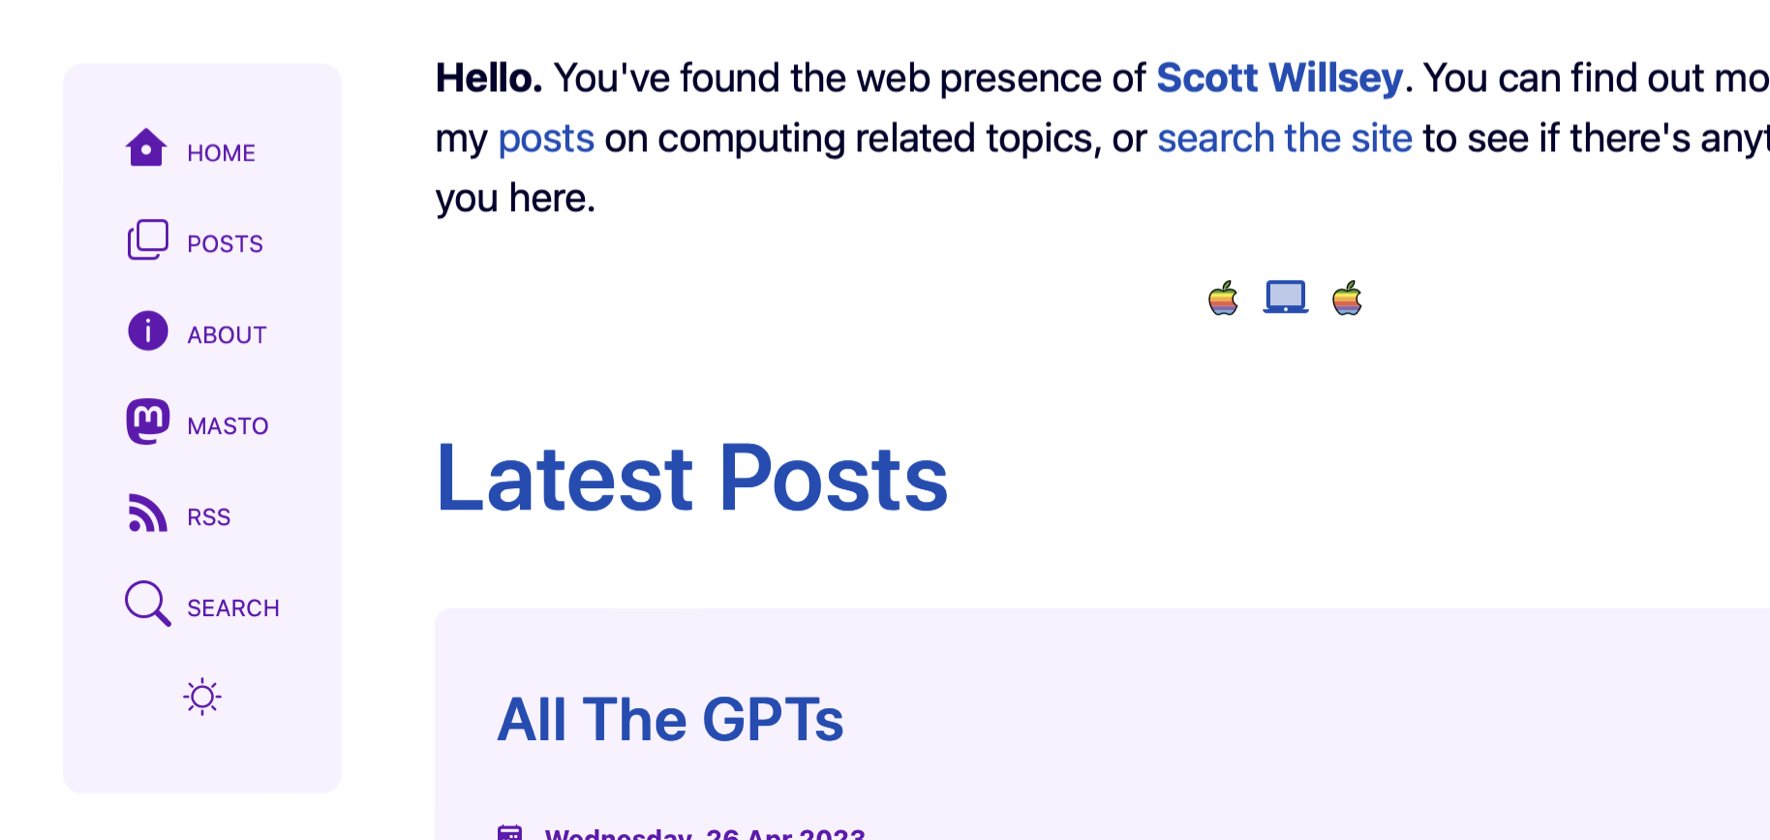 HOME
POSTS
ABOUT
MASTO
RSS
SEARCH
Hello. You've found the web presence of Scott Willsey. You can find out mo
my posts on computing related topics, or search the site to see if there's anyt
you here.
Latest Posts
All The GPTs
Wednesday, 26 Apr 2023